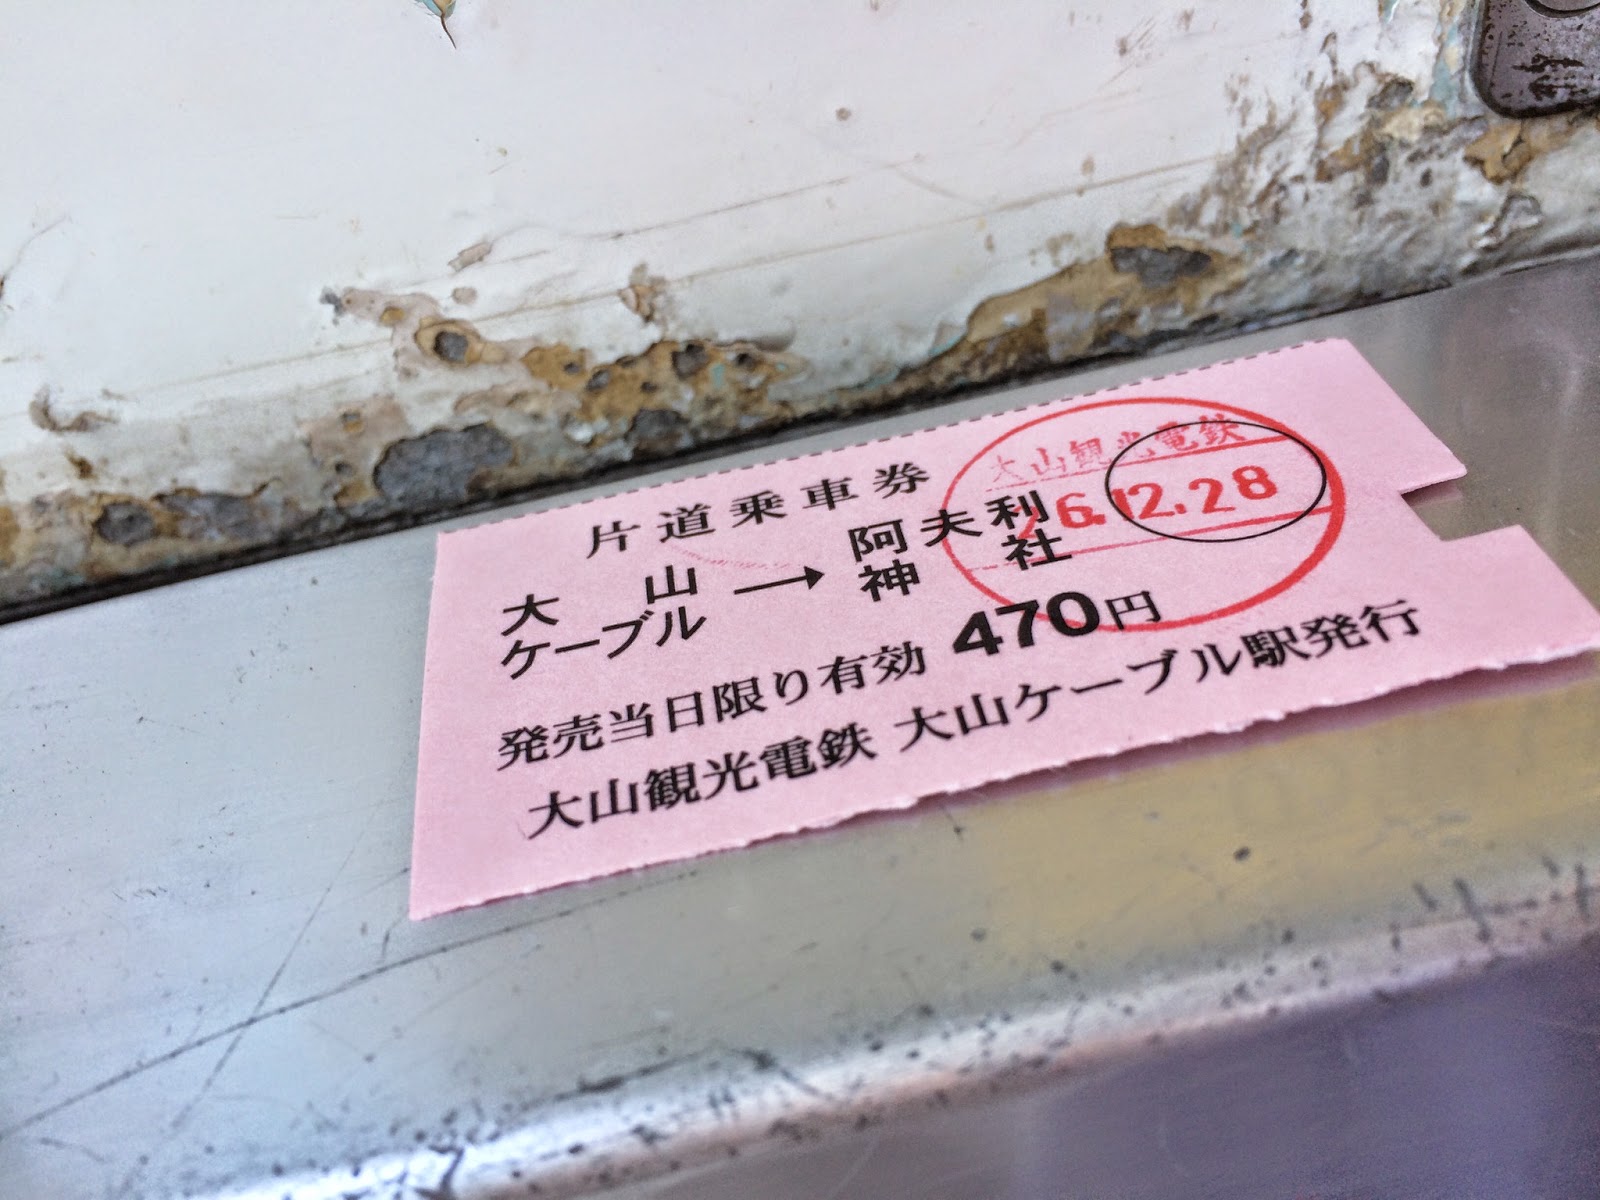 片道乗車券
大山ケーブル → 阿夫利神社
470円
発売当日限り有効
大山観光電鉄 大山ケーブル駅発行
大山観光電鉄
26.12.28